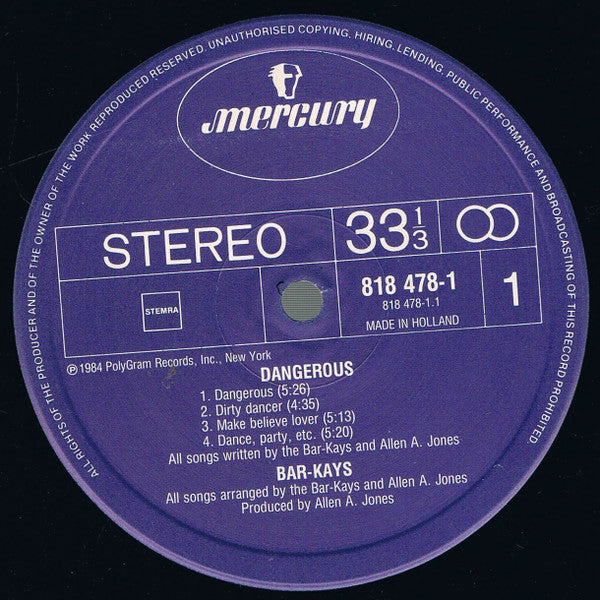 ALL RIGHTS OF THE PRODUCER AND OF THE OWNER OF THE WORK REPRODUCED RESERVED. UNAUTHORISED COPYING, HIRING, LENDING, PUBLIC PERFORMANCE AND BROADCASTING OF THIS RECORD PROHIBITED.
mercury
STEREO
33 1/3
STEMRA
818 478-1
818 478-1.1
MADE IN HOLLAND
1
℗ 1984 PolyGram Records, Inc., New York
DANGEROUS
1. Dangerous (5:26)
2. Dirty dancer (4:35)
3. Make believe lover (5:13)
4. Dance, party, etc. (5:20)
All songs written by the Bar-Kays and Allen A. Jones
BAR-KAYS
All songs arranged by the Bar-Kays and Allen A. Jones
Produced by Allen A. Jones